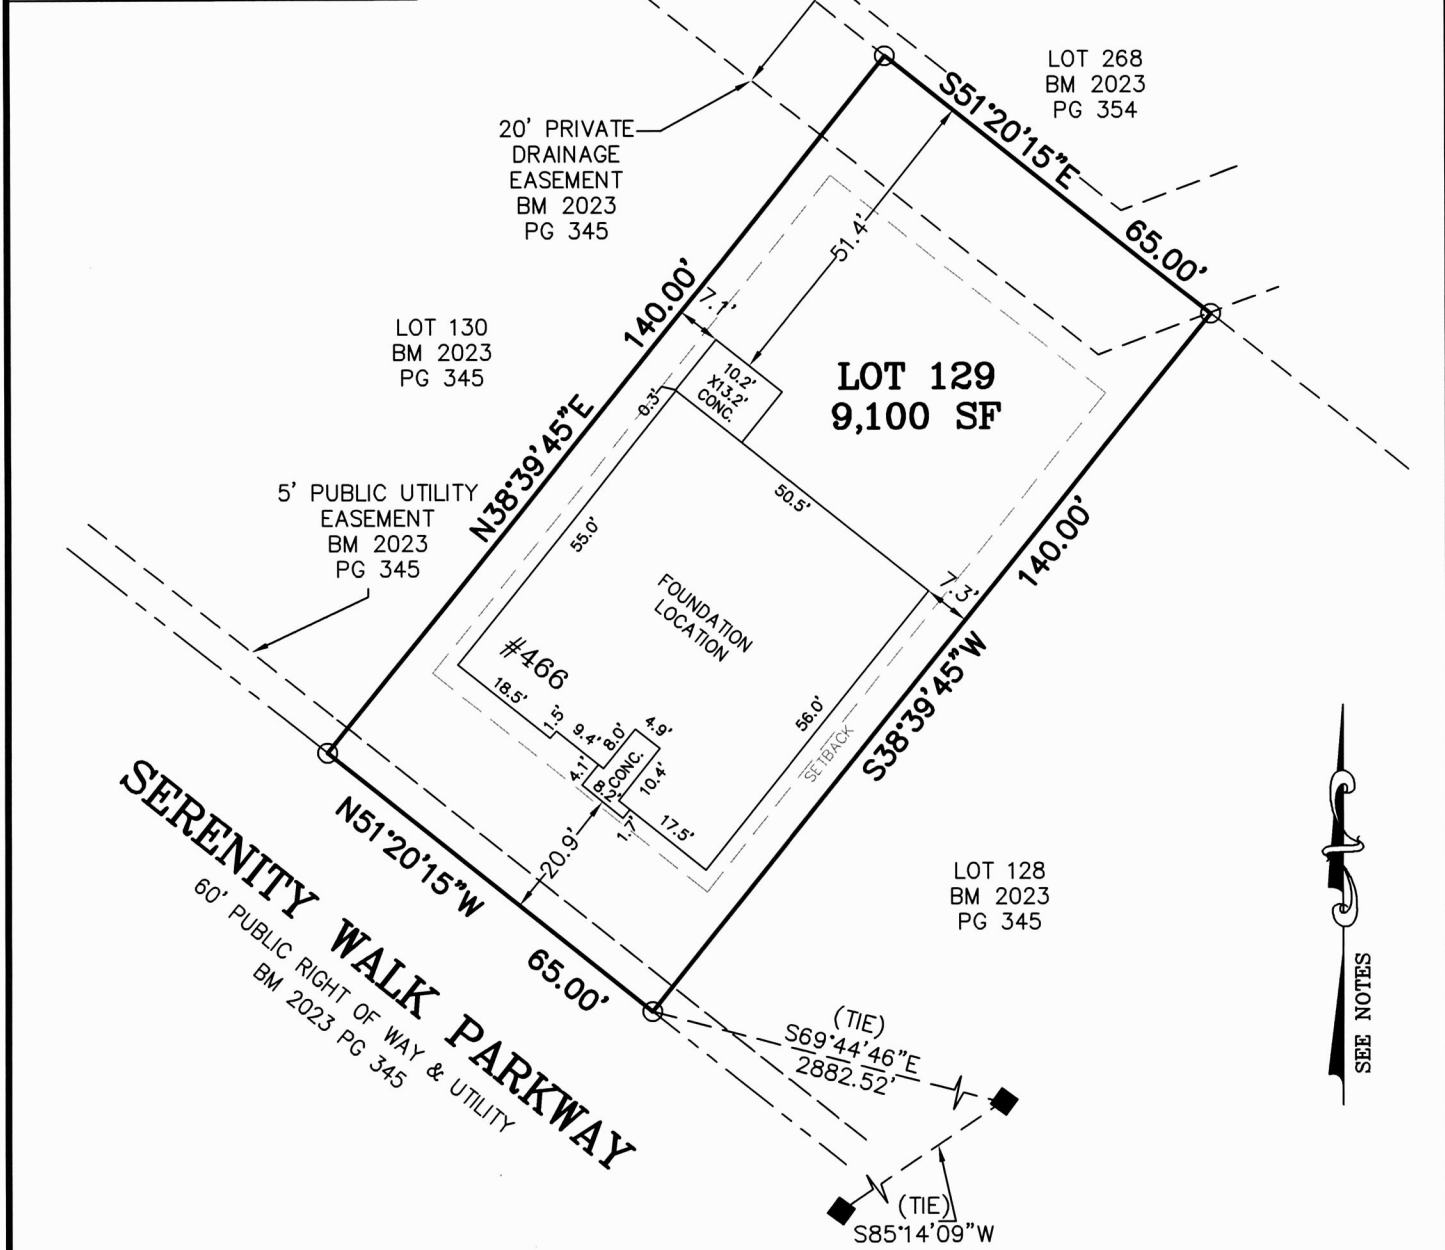 LOT 268
BM 2023
PG 354
S51°20'15"E
65.00'
20' PRIVATE
DRAINAGE
EASEMENT
BM 2023
PG 345
51.4'
140.00'
7.1'
LOT 130
BM 2023
PG 345
10.2'
X13.2'
CONC.
0.3'
LOT 129
9,100 SF
N38°39'45"E
5' PUBLIC UTILITY
EASEMENT
BM 2023
PG 345
50.5'
55.0'
140.00'
7.3'
FOUNDATION
LOCATION
#466
18.5'
1.5'
9.4'
8.0'
4.9'
4.1'
CONC.
8.2'
10.4'
1.7'
17.5'
56.0'
SETBACK
S38°39'45"W
20.9'
N51°20'15"W
65.00'
SERENITY WALK PARKWAY
60' PUBLIC RIGHT OF WAY & UTILITY
BM 2023 PG 345
LOT 128
BM 2023
PG 345
SEE NOTES
(TIE)
S69°44'46"E
2882.52'
(TIE)
S85°14'09"W